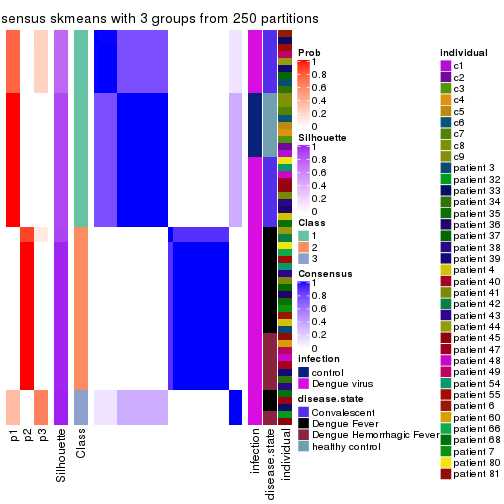 sensus skmeans with 3 groups from 250 partitions
p1
p2
p3
Silhouette
Class
infection
disease.state
individual
Prob
1
0.8
0.6
0.4
0.2
0
Silhouette
1
0.8
0.6
0.4
0.2
0
Class
1
2
3
Consensus
1
0.8
0.6
0.4
0.2
0
infection
control
Dengue virus
disease.state
Convalescent
Dengue Fever
Dengue Hemorrhagic Fever
healthy control
individual
c1
c2
c3
c4
c5
c6
c7
c8
c9
patient 3
patient 32
patient 33
patient 34
patient 35
patient 36
patient 37
patient 38
patient 39
patient 4
patient 40
patient 41
patient 42
patient 43
patient 44
patient 45
patient 47
patient 48
patient 49
patient 54
patient 55
patient 6
patient 60
patient 66
patient 68
patient 7
patient 80
patient 81